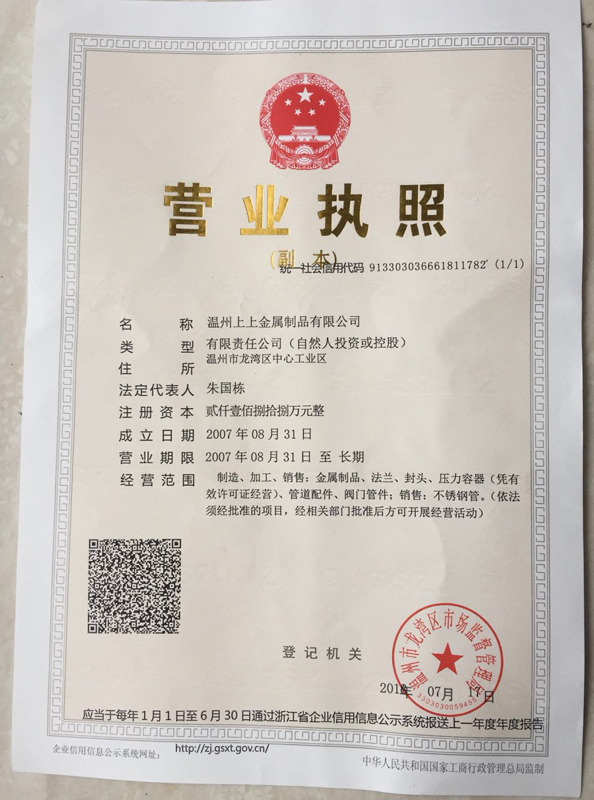 营业执照
(副 本)
统一社会信用代码 913303036661811782 (1/1)
名 称 温州上上金属制品有限公司
类 型 有限责任公司（自然人投资或控股）
住 所 温州市龙湾区中心工业区
法定代表人 朱国栋
注册资本 贰仟壹佰捌拾捌万元整
成立日期 2007 年 08 月 31 日
营业期限 2007 年 08 月 31 日 至 长期
经营范围 制造、加工、销售：金属制品、法兰、封头、压力容器（凭有
效许可证经营）、管道配件、阀门管件；销售：不锈钢管。（依法
须经批准的项目，经相关部门批准后方可开展经营活动）
登记机关
温州市龙湾区市场监督管理局
3303030059455
07月 17日
应当于每年1月1日至6月30日通过浙江省企业信用信息公示系统报送上一年度年度报告
企业信用信息公示系统网址： http://zj.gsxt.gov.cn/
中华人民共和国国家工商行政管理总局监制